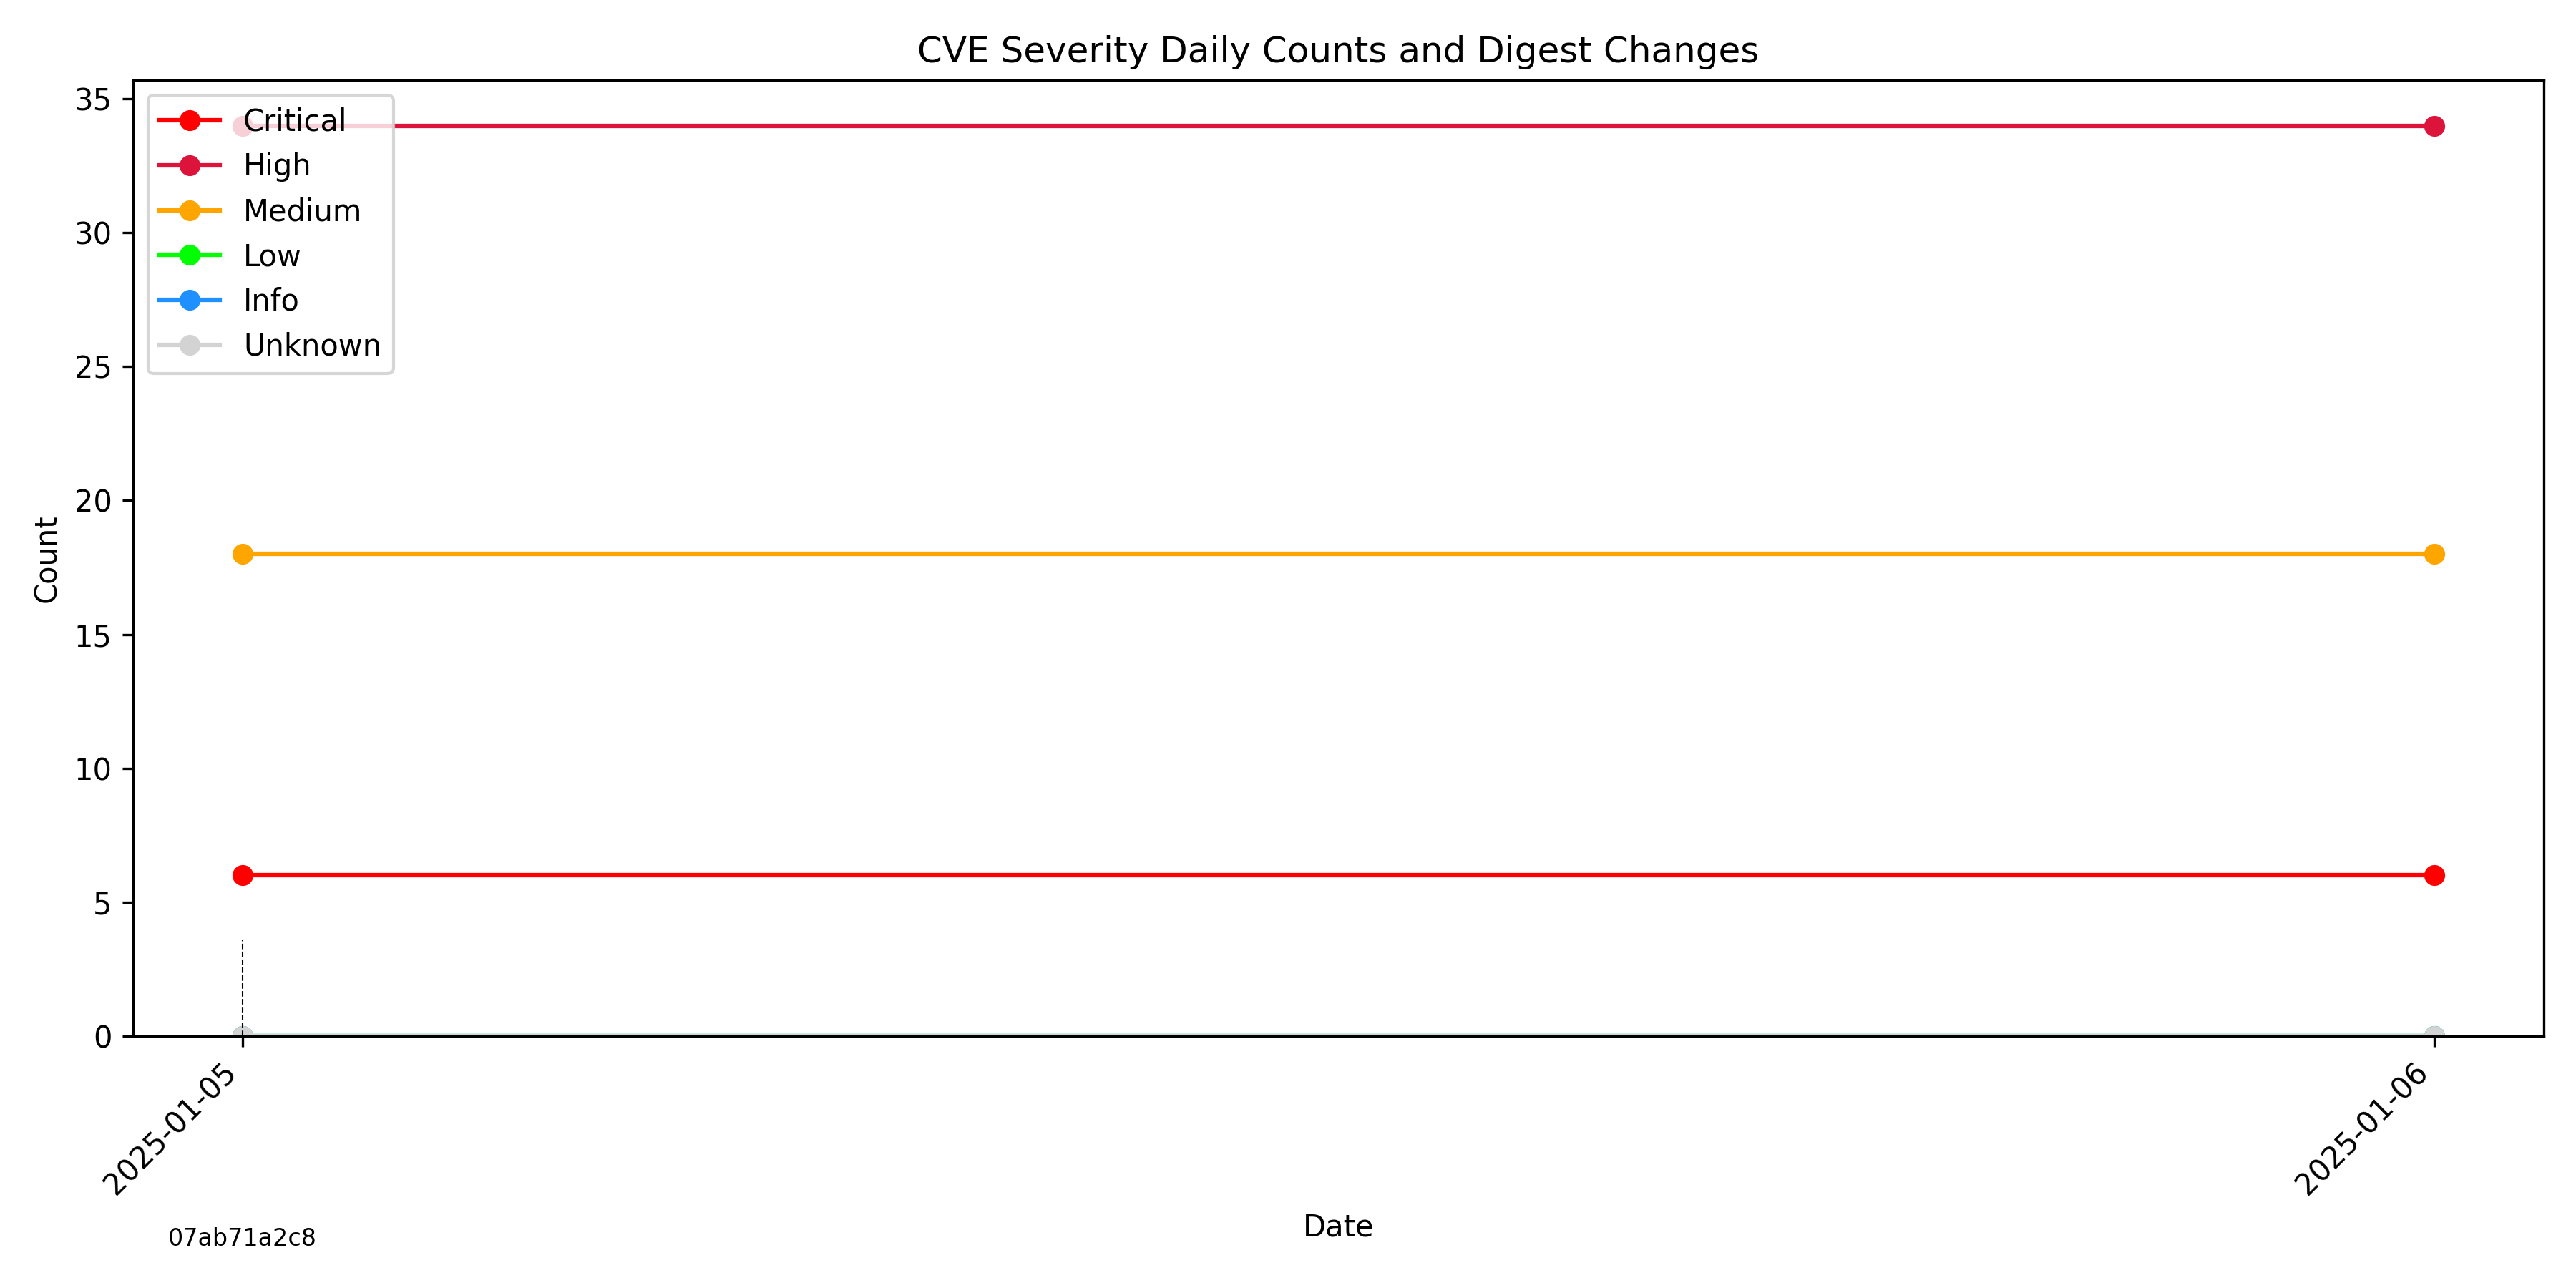 CVE Severity Daily Counts and Digest Changes
35
30
25
20
15
10
5
0
Count
Critical
High
Medium
Low
Info
Unknown
2025-01-05
2025-01-06
Date
07ab71a2c8